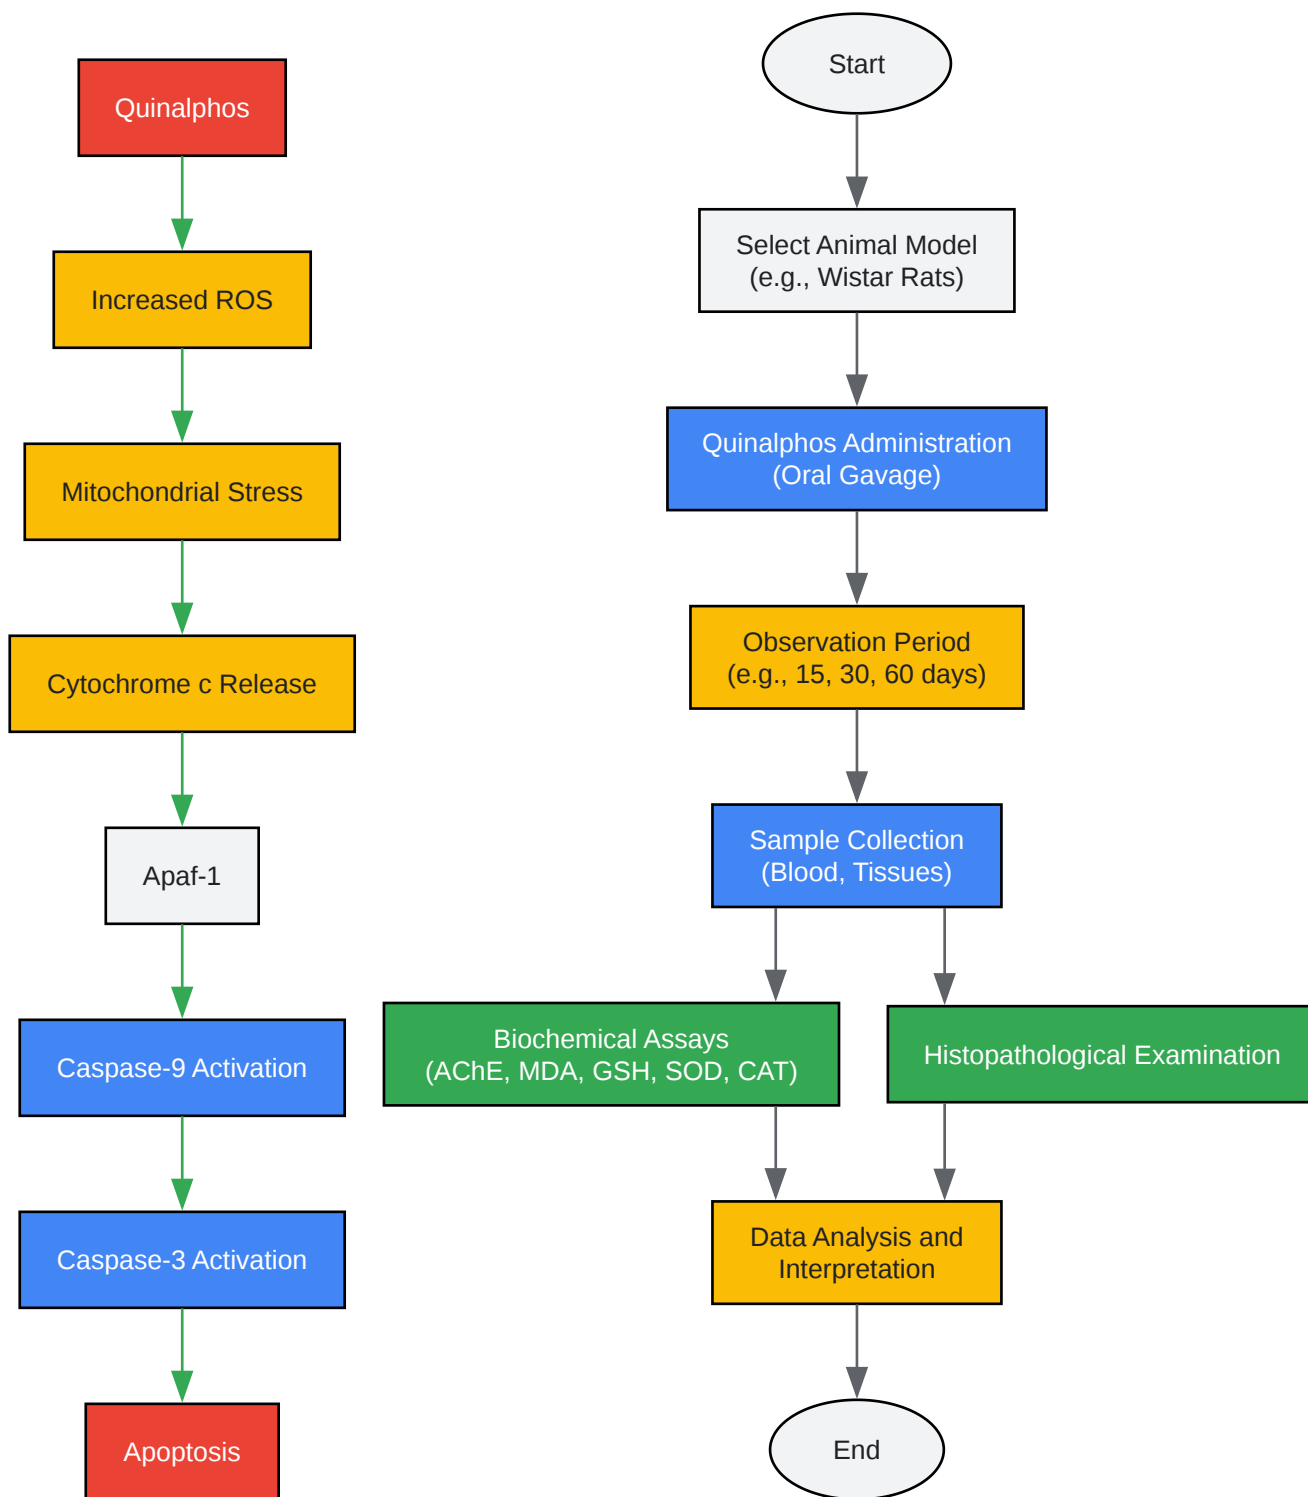 Quinalphos
Increased ROS
Mitochondrial Stress
Cytochrome c Release
Apaf-1
Caspase-9 Activation
Caspase-3 Activation
Apoptosis
Start
Select Animal Model
(e.g., Wistar Rats)
Quinalphos Administration
(Oral Gavage)
Observation Period
(e.g., 15, 30, 60 days)
Sample Collection
(Blood, Tissues)
Biochemical Assays
(AChE, MDA, GSH, SOD, CAT)
Histopathological Examination
Data Analysis and
Interpretation
End